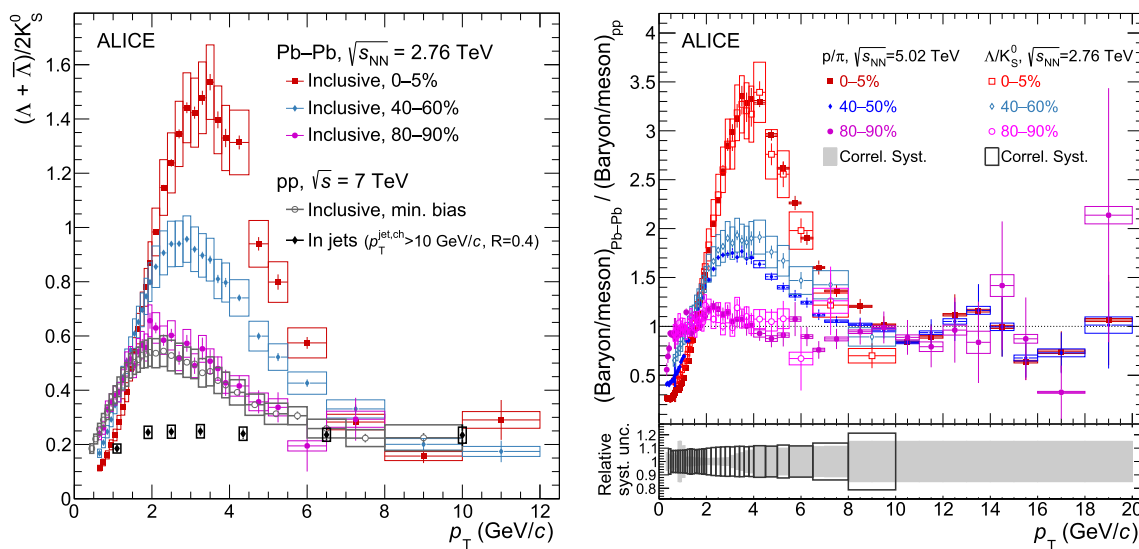 ALICE
Pb–Pb, √sNN = 2.76 TeV
Inclusive, 0–5%
Inclusive, 40–60%
Inclusive, 80–90%
pp, √s = 7 TeV
Inclusive, min. bias
In jets (pT^jet,ch>10 GeV/c, R=0.4)
(Λ + Λ̅)/2K⁰S
0
0.2
0.4
0.6
0.8
1
1.2
1.4
1.6
0 2 4 6 8 10 12
pT (GeV/c)
ALICE
p/π, √sNN=5.02 TeV Λ/K⁰S, √sNN=2.76 TeV
0–5% 0–5%
40–50% 40–60%
80–90% 80–90%
Correl. Syst. Correl. Syst.
(Baryon/meson)Pb–Pb / (Baryon/meson)pp
4
3.5
3
2.5
2
1.5
1
0.5
Relative
syst. unc.
1.2
1.1
1.0
0.9
0.8
0 2 4 6 8 10 12 14 16 18 20
pT (GeV/c)